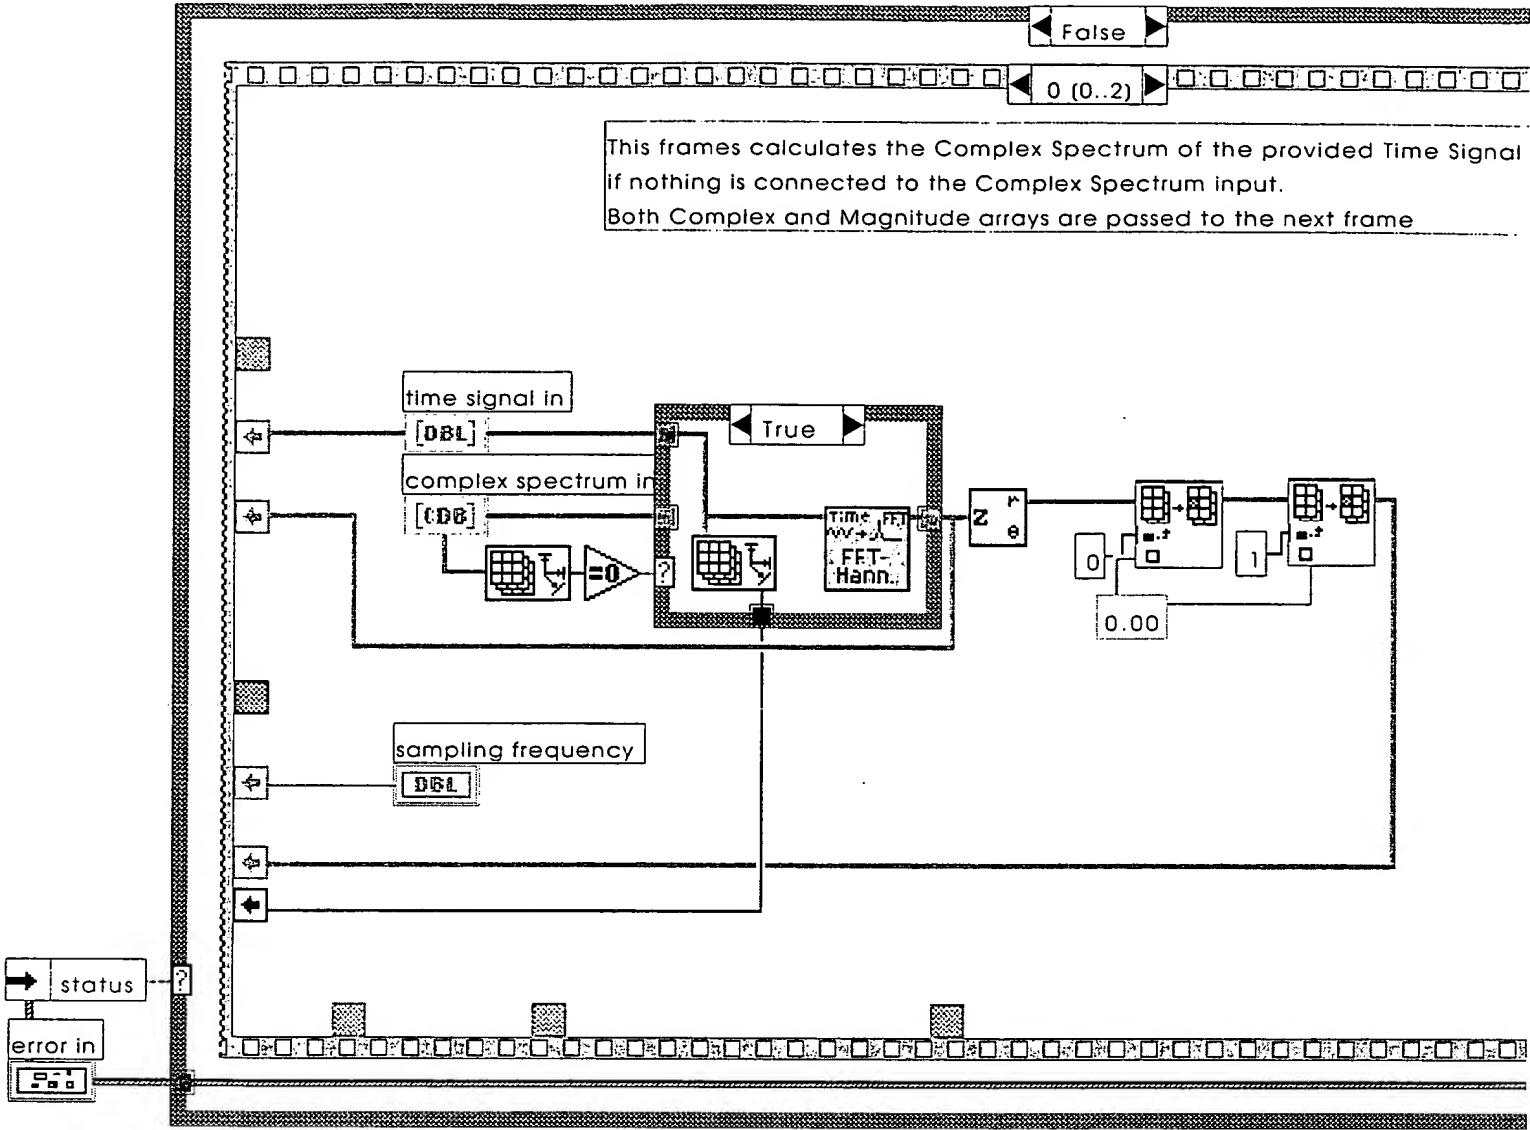 False
0 (0..2)
This frames calculates the Complex Spectrum of the provided Time Signal
if nothing is connected to the Complex Spectrum input.
Both Complex and Magnitude arrays are passed to the next frame
time signal in
[DBL]
True
complex spectrum in
[CDB]
=0
?
Time FFT
FFT-
Hann.
z
r
θ
0
1
0.00
sampling frequency
DBL
status
?
error in